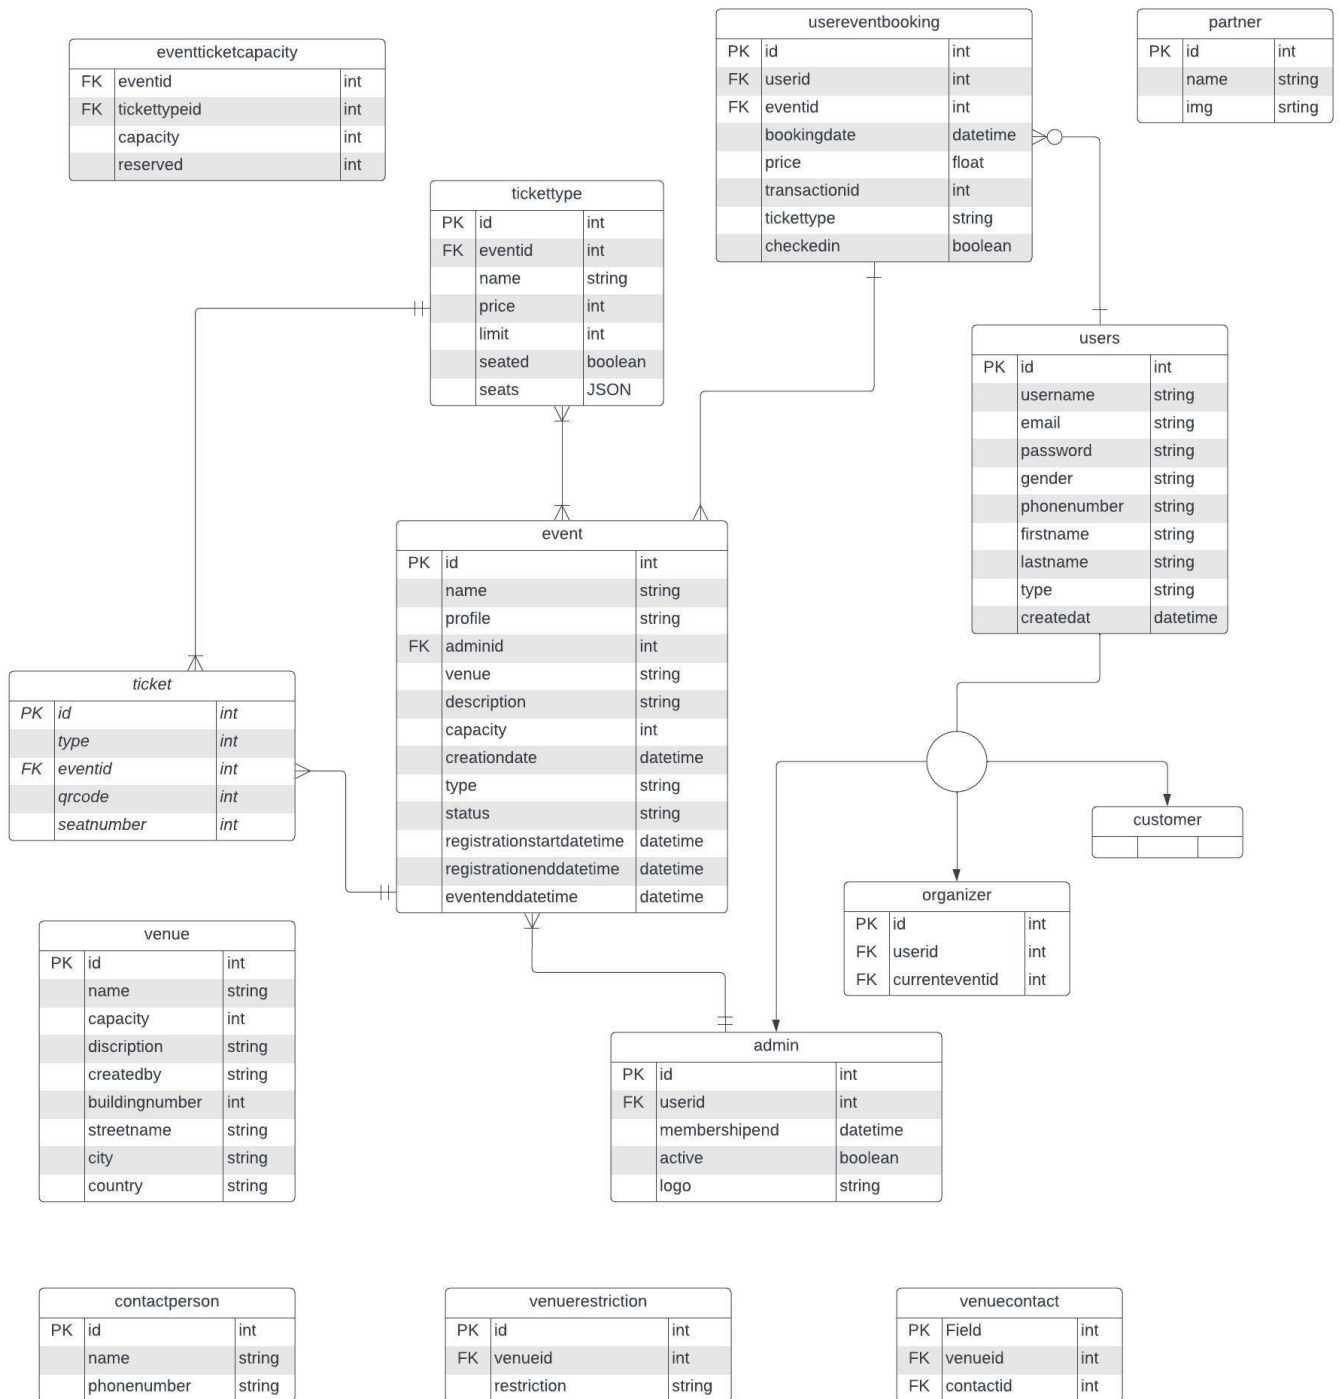 eventticketcapacity
FK eventid int
FK tickettypeid int
capacity int
reserved int
usereventbooking
PK id int
FK userid int
FK eventid int
bookingdate datetime
price float
transactionid int
tickettype string
checkedin boolean
partner
PK id int
name string
img srting
tickettype
PK id int
FK eventid int
name string
price int
limit int
seated boolean
seats JSON
users
PK id int
username string
email string
password string
gender string
phonenumber string
firstname string
lastname string
type string
createdat datetime
event
PK id int
name string
profile string
FK adminid int
venue string
description string
capacity int
creationdate datetime
type string
status string
registrationstartdatetime datetime
registrationenddatetime datetime
eventenddatetime datetime
ticket
PK id int
type int
FK eventid int
qrcode int
seatnumber int
customer
organizer
PK id int
FK userid int
FK currenteventid int
venue
PK id int
name string
capacity int
discription string
createdby string
buildingnumber int
streetname string
city string
country string
admin
PK id int
FK userid int
membershipend datetime
active boolean
logo string
contactperson
PK id int
name string
phonenumber string
venuerestriction
PK id int
FK venueid int
restriction string
venuecontact
PK Field int
FK venueid int
FK contactid int